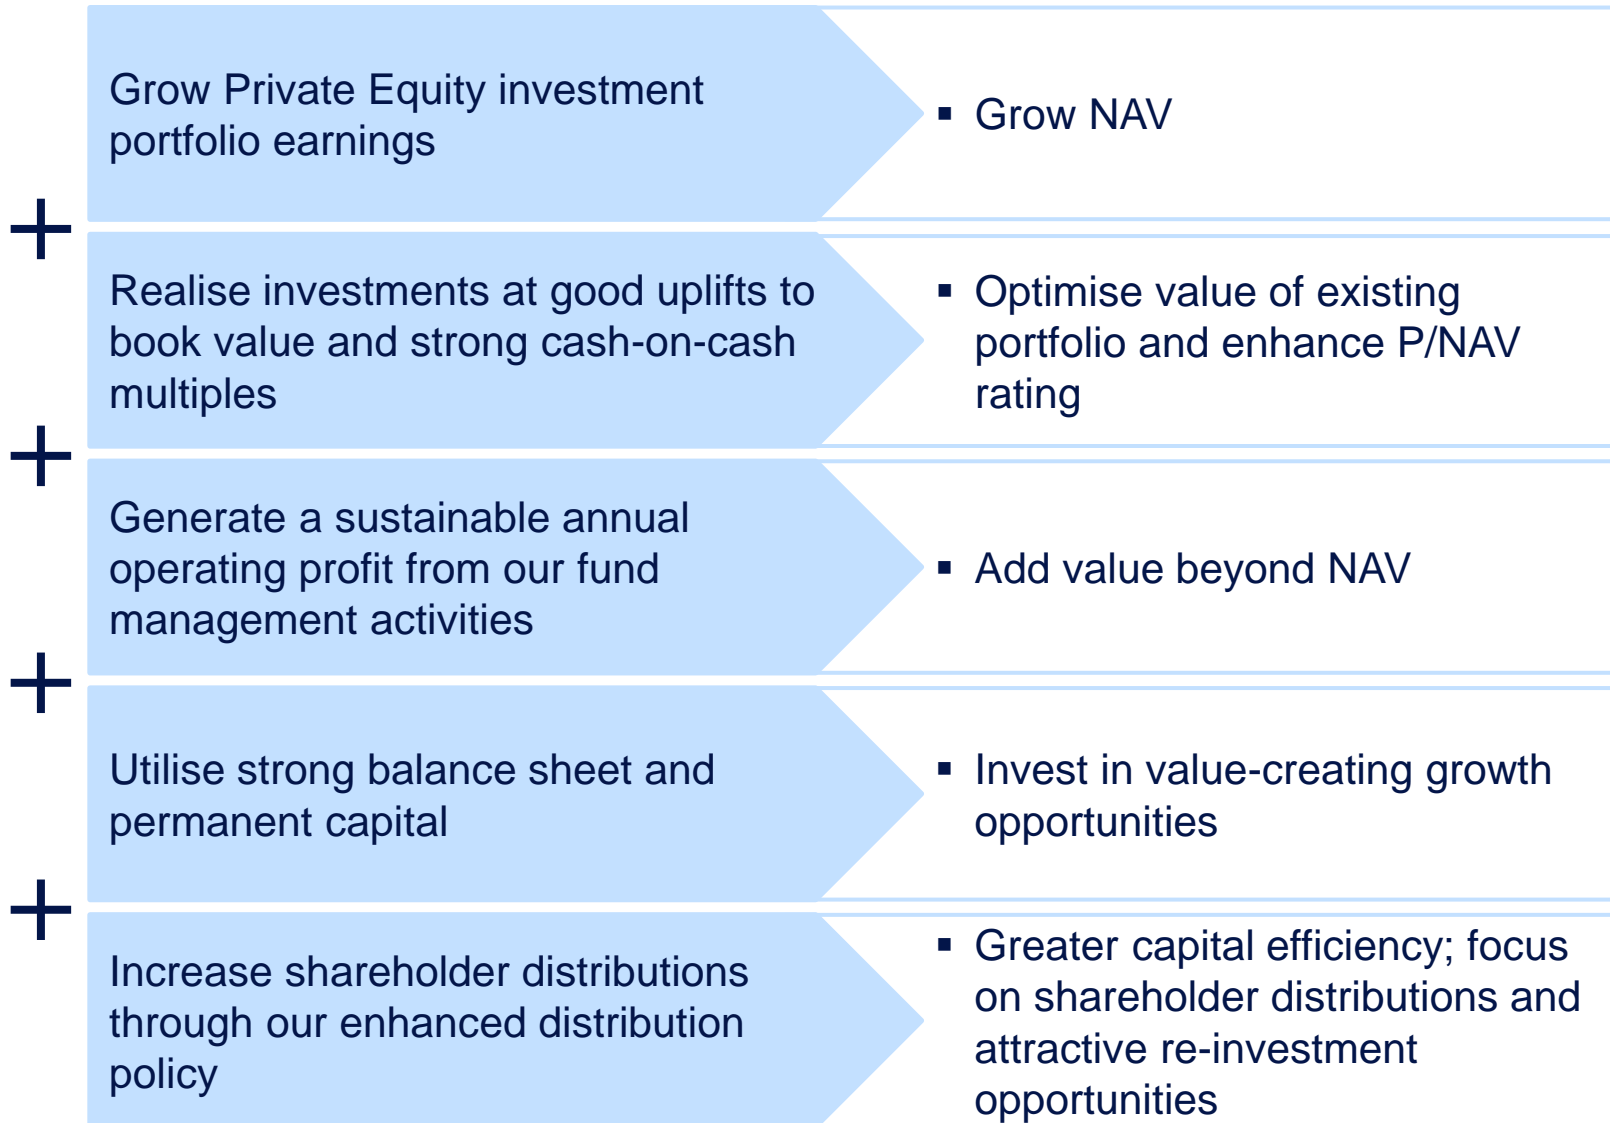 Grow Private Equity investment
portfolio earnings
▪ Grow NAV
+
Realise investments at good uplifts to
book value and strong cash-on-cash
multiples
▪ Optimise value of existing
portfolio and enhance P/NAV
rating
+
Generate a sustainable annual
operating profit from our fund
management activities
▪ Add value beyond NAV
+
Utilise strong balance sheet and
permanent capital
▪ Invest in value-creating growth
opportunities
+
Increase shareholder distributions
through our enhanced distribution
policy
▪ Greater capital efficiency; focus
on shareholder distributions and
attractive re-investment
opportunities